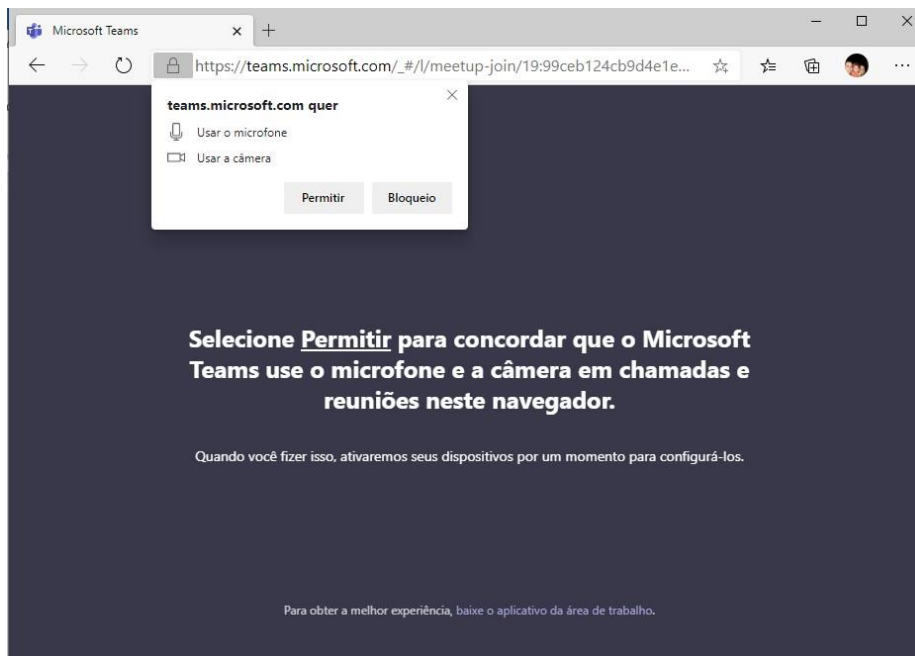 Microsoft Teams
https://teams.microsoft.com/_#/l/meetup-join/19:99ceb124cb9d4e1e...
teams.microsoft.com quer
Usar o microfone
Usar a câmera
Permitir Bloqueio
Selecione Permitir para concordar que o Microsoft
Teams use o microfone e a câmera em chamadas e
reuniões neste navegador.
Quando você fizer isso, ativaremos seus dispositivos por um momento para configurá-los.
Para obter a melhor experiência, baixe o aplicativo da área de trabalho.